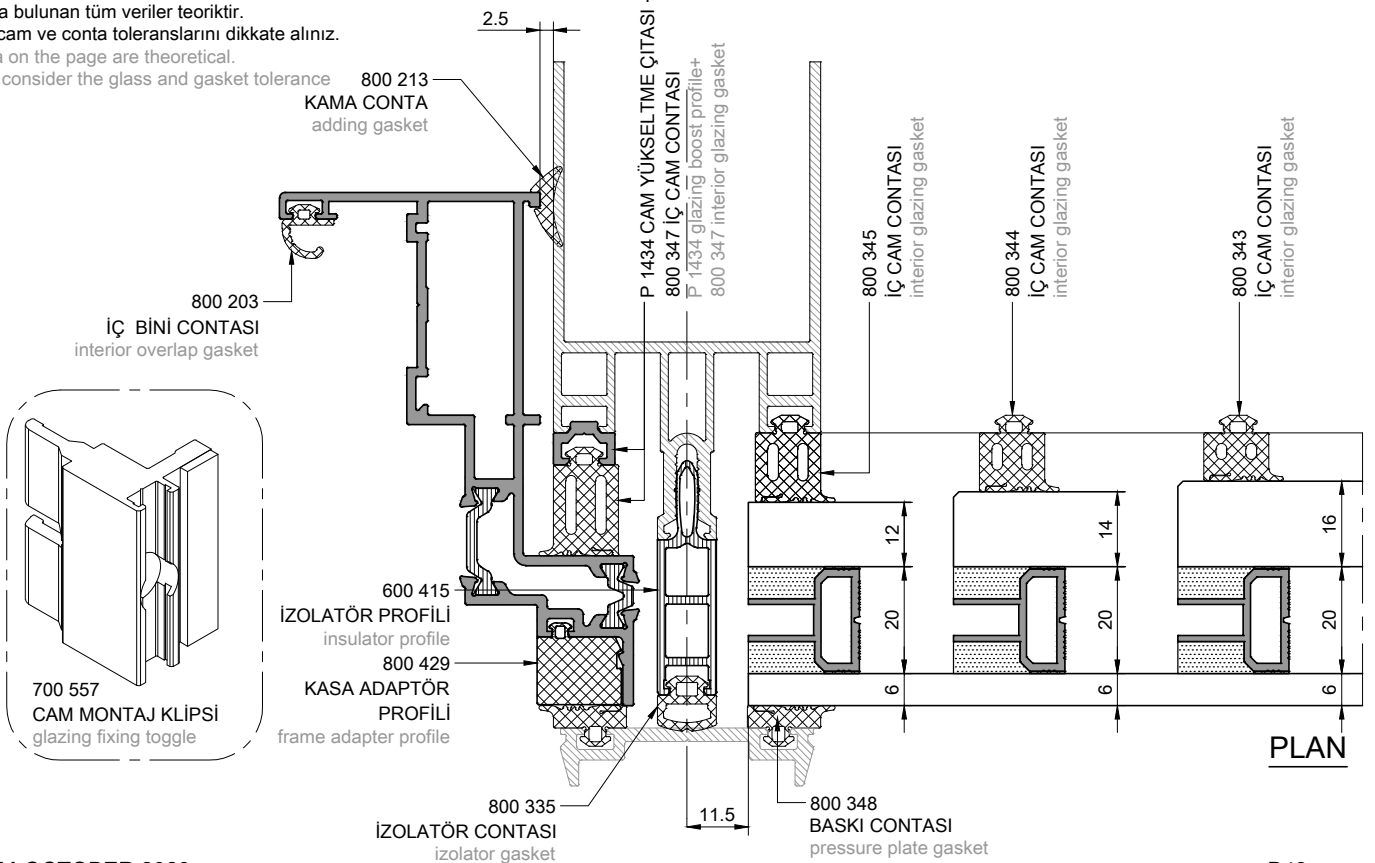 a bulunan tüm veriler teoriktir.
cam ve conta toleranslarını dikkate alınız.
on the page are theoretical.
consider the glass and gasket tolerance
2.5
800 213
KAMA CONTA
adding gasket
P 1434 CAM YÜKSELTME ÇITASI
800 347 İÇ CAM CONTASI
P 1434 glazing boost profile+
800 347 interior glazing gasket
800 345
İÇ CAM CONTASI
interior glazing gasket
800 344
İÇ CAM CONTASI
interior glazing gasket
800 343
İÇ CAM CONTASI
interior glazing gasket
800 203
İÇ BİNİ CONTASI
interior overlap gasket
12
14
16
600 415
İZOLATÖR PROFİLİ
insulator profile
20
20
20
800 429
KASA ADAPTÖR
PROFİLİ
frame adapter profile
6
6
6
700 557
CAM MONTAJ KLİPSİ
glazing fixing toggle
PLAN
800 335
İZOLATÖR CONTASI
izolator gasket
11.5
800 348
BASKI CONTASI
pressure plate gasket